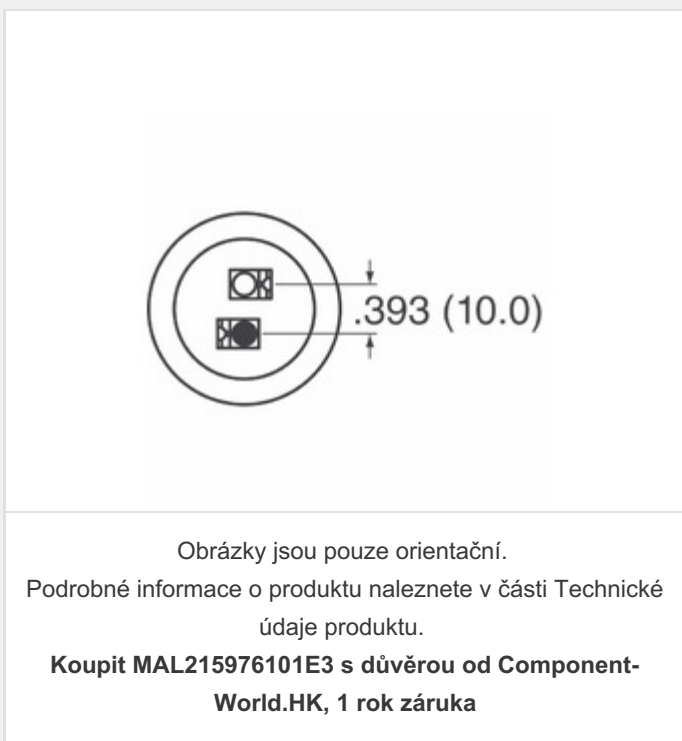 .393 (10.0)
Obrázky jsou pouze orientační.
Podrobné informace o produktu naleznete v části Technické
údaje produktu.
Koupit MAL215976101E3 s důvěrou od Component-
World.HK, 1 rok záruka